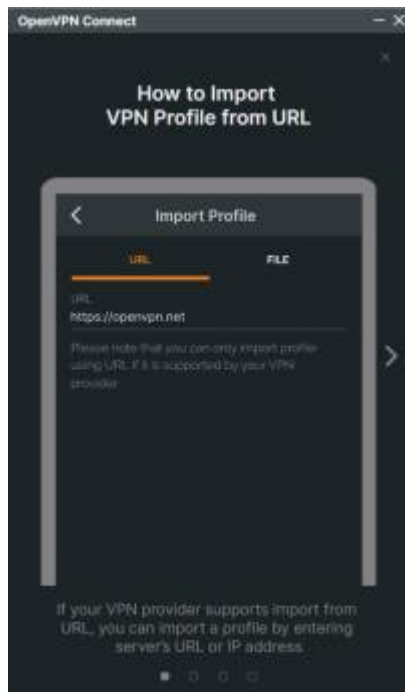 OpenVPN Connect
How to Import
VPN Profile from URL
Import Profile
URL
FILE
URL
https://openvpn.net
Please note that you can only import profile
using URL if it is supported by your VPN
provider
If your VPN provider supports import from
URL, you can import a profile by entering
server's URL or IP address